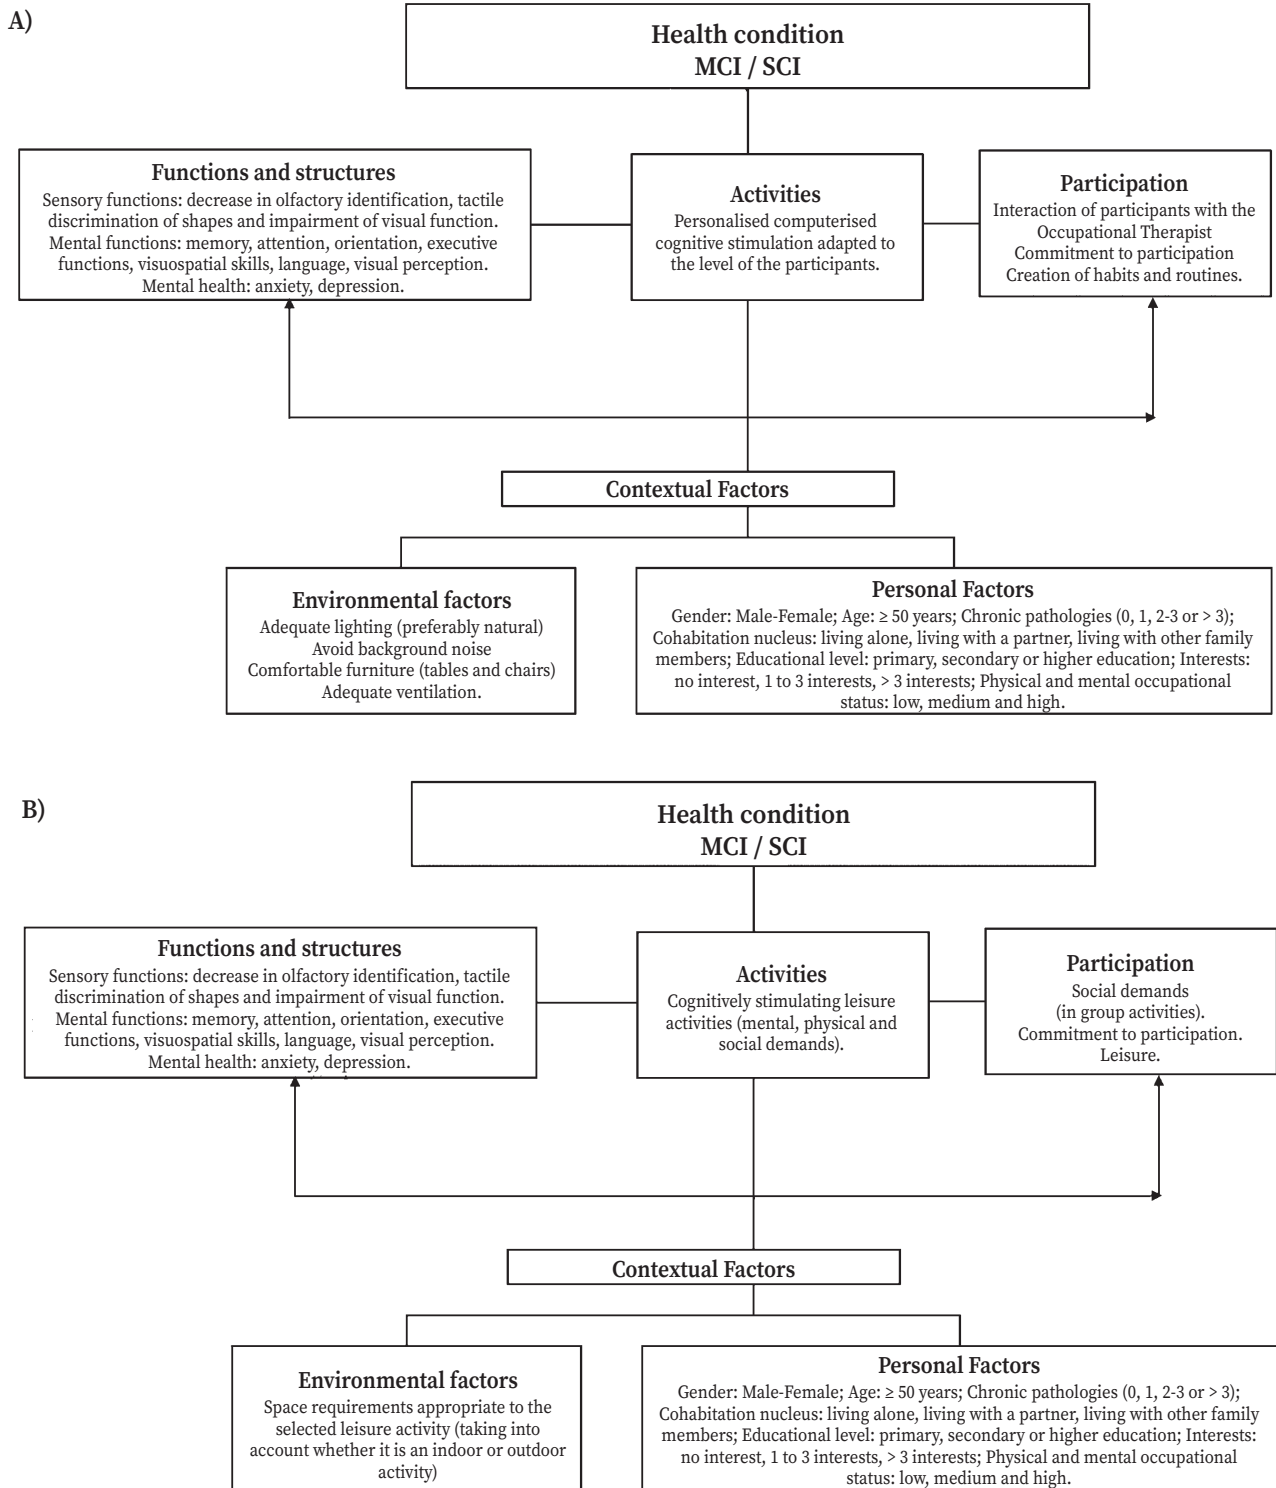 A)
Health condition
MCI / SCI
Functions and structures
Sensory functions: decrease in olfactory identification, tactile
discrimination of shapes and impairment of visual function.
Mental functions: memory, attention, orientation, executive
functions, visuospatial skills, language, visual perception.
Mental health: anxiety, depression.
Activities
Personalised computerised
cognitive stimulation adapted to
the level of the participants.
Participation
Interaction of participants with the
Occupational Therapist
Commitment to participation
Creation of habits and routines.
Contextual Factors
Environmental factors
Adequate lighting (preferably natural)
Avoid background noise
Comfortable furniture (tables and chairs)
Adequate ventilation.
Personal Factors
Gender: Male-Female; Age: ≥ 50 years; Chronic pathologies (0, 1, 2-3 or > 3);
Cohabitation nucleus: living alone, living with a partner, living with other family
members; Educational level: primary, secondary or higher education; Interests:
no interest, 1 to 3 interests, > 3 interests; Physical and mental occupational
status: low, medium and high.
B)
Health condition
MCI / SCI
Functions and structures
Sensory functions: decrease in olfactory identification, tactile
discrimination of shapes and impairment of visual function.
Mental functions: memory, attention, orientation, executive
functions, visuospatial skills, language, visual perception.
Mental health: anxiety, depression.
Activities
Cognitively stimulating leisure
activities (mental, physical and
social demands).
Participation
Social demands
(in group activities).
Commitment to participation.
Leisure.
Contextual Factors
Environmental factors
Space requirements appropriate to the
selected leisure activity (taking into
account whether it is an indoor or outdoor
activity)
Personal Factors
Gender: Male-Female; Age: ≥ 50 years; Chronic pathologies (0, 1, 2-3 or > 3);
Cohabitation nucleus: living alone, living with a partner, living with other family
members; Educational level: primary, secondary or higher education; Interests:
no interest, 1 to 3 interests, > 3 interests; Physical and mental occupational
status: low, medium and high.